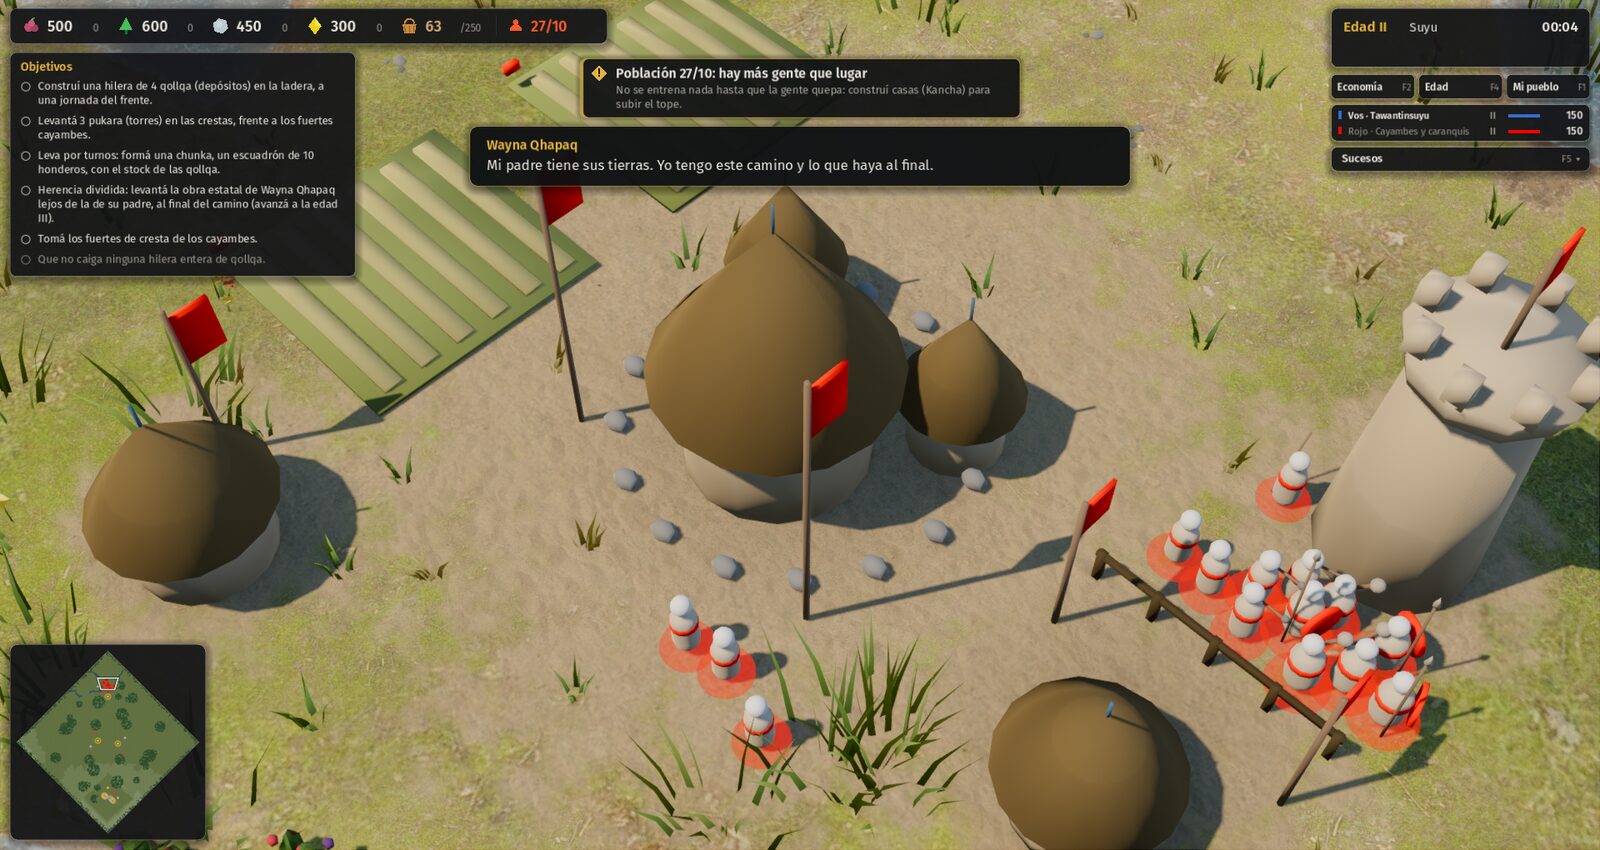 500 0 600 0 450 0 300 0 63 /250 27/10
Objetivos
Construí una hilera de 4 qollqa (depósitos) en la ladera, a
una jornada del frente.
Levantá 3 pukara (torres) en las crestas, frente a los fuertes
cayambes.
Leva por turnos: formá una chunka, un escuadrón de 10
honderos, con el stock de las qollqa.
Herencia dividida: levantá la obra estatal de Wayna Qhapaq
lejos de la de su padre, al final del camino (avanzá a la edad
III).
Tomá los fuertes de cresta de los cayambes.
Que no caiga ninguna hilera entera de qollqa.
Población 27/10: hay más gente que lugar
No se entrena nada hasta que la gente quepa: construí casas (Kancha) para
subir el tope.
Wayna Qhapaq
Mi padre tiene sus tierras. Yo tengo este camino y lo que haya al final.
Edad II Suyu 00:04
Economía F2 Edad F4 Mi pueblo F1
Vos · Tawantinsuyu II 150
Rojo · Cayambes y caranquis II 150
Sucesos F5